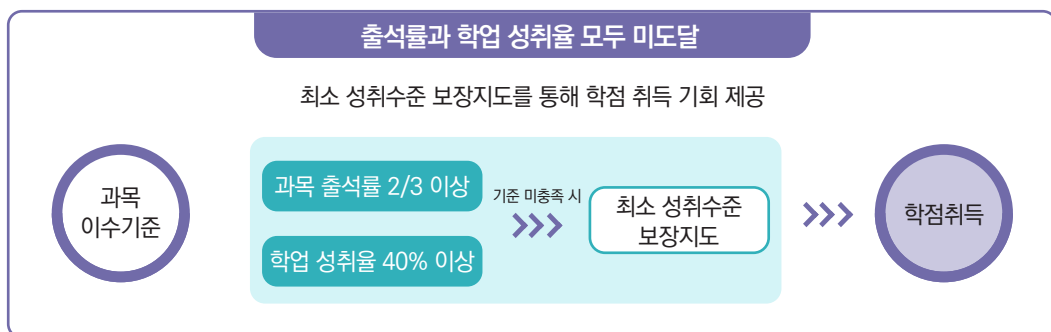 출석률과 학업 성취율 모두 미도달
최소 성취수준 보장지도를 통해 학점 취득 기회 제공
과목
이수기준
과목 출석률 2/3 이상
학업 성취율 40% 이상
기준 미충족 시
최소 성취수준
보장지도
학점취득